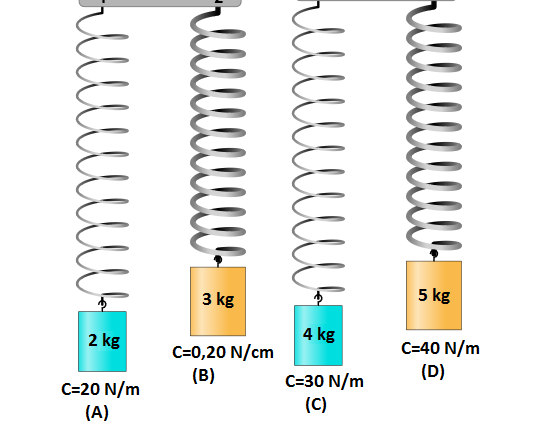 2 kg
C=20 N/m
(A)
3 kg
C=0,20 N/cm
(B)
4 kg
C=30 N/m
(C)
5 kg
C=40 N/m
(D)